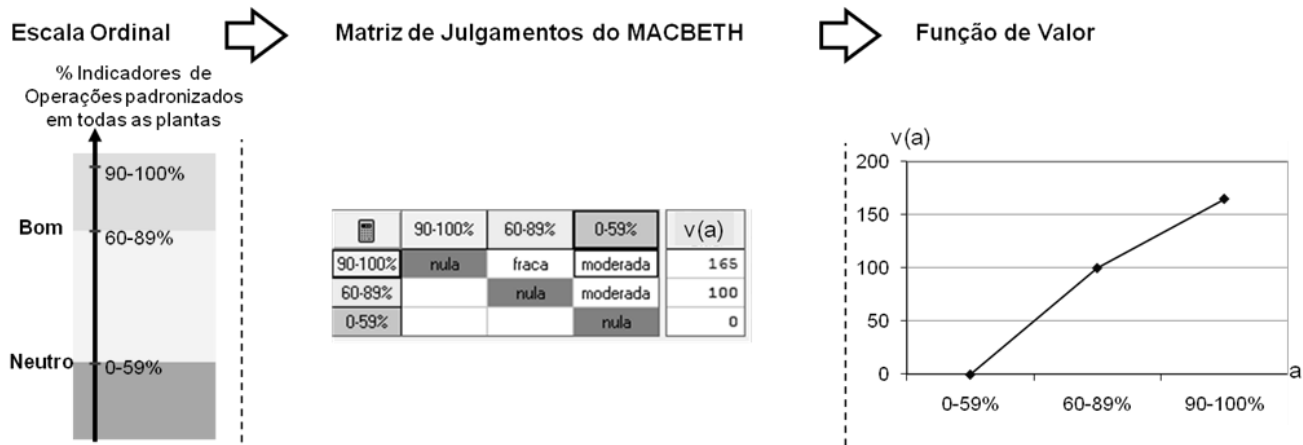 Escala Ordinal
Matriz de Julgamentos do MACBETH
Função de Valor
% Indicadores de
Operações padronizados
em todas as plantas
90-100%
Bom
60-89%
Neutro
0-59%
90-100% 60-89% 0-59% v(a)
90-100% nula fraca moderada 165
60-89% nula moderada 100
0-59% nula 0
v(a)
200
150
100
50
0
a
0-59% 60-89% 90-100%